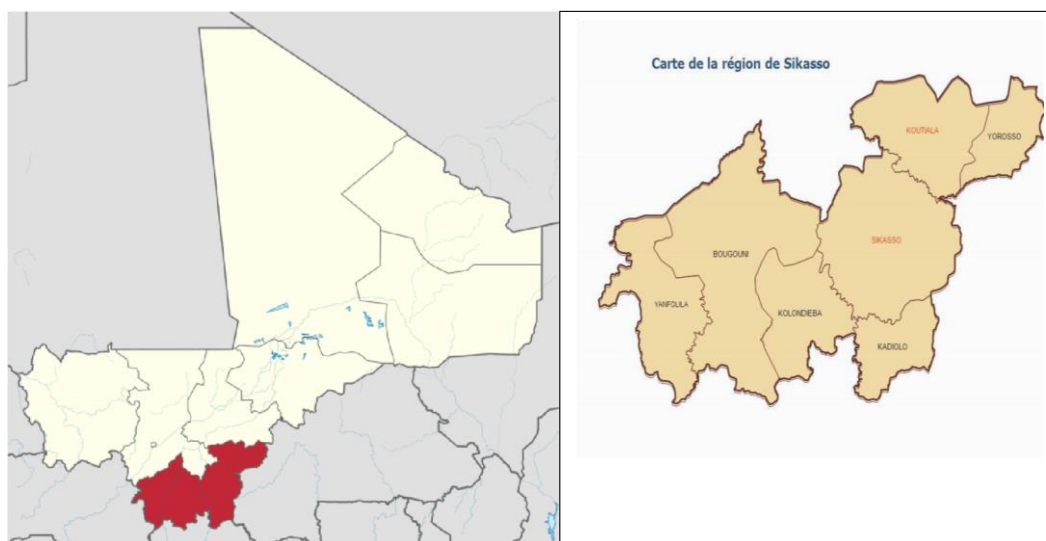 Carte de la région de Sikasso
KOUTIALA
YOROSSO
SIKASSO
BOUGOUNI
YANFOLILA
KOLONDIEBA
KADIOLO